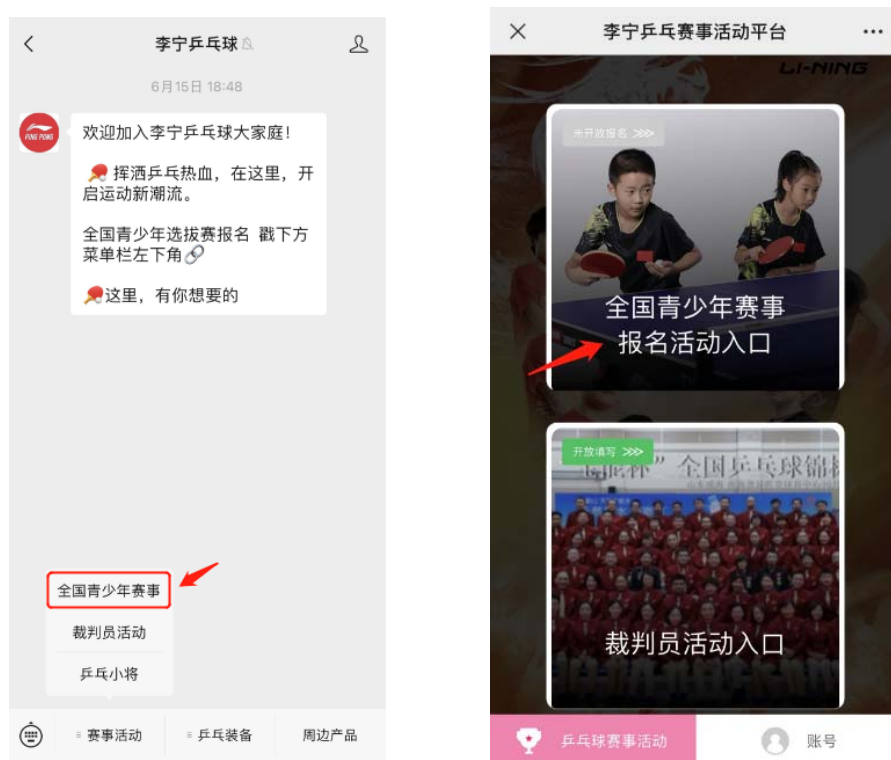 李宁乒乓球
6月15日 18:48
PING PONG
欢迎加入李宁乒乓球大家庭!
挥洒乒乓热血，在这里，开
启运动新潮流。
全国青少年选拔赛报名 戳下方
菜单栏左下角
这里，有你想要的
全国青少年赛事
裁判员活动
乒乓小将
赛事活动
乒乓装备
周边产品
李宁乒乓赛事活动平台
LI-NING
未开放报名 >>>
全国青少年赛事
报名活动入口
开放填写 >>>
杯”全国乒乓球锦标
裁判员活动入口
乒乓球赛事活动
账号